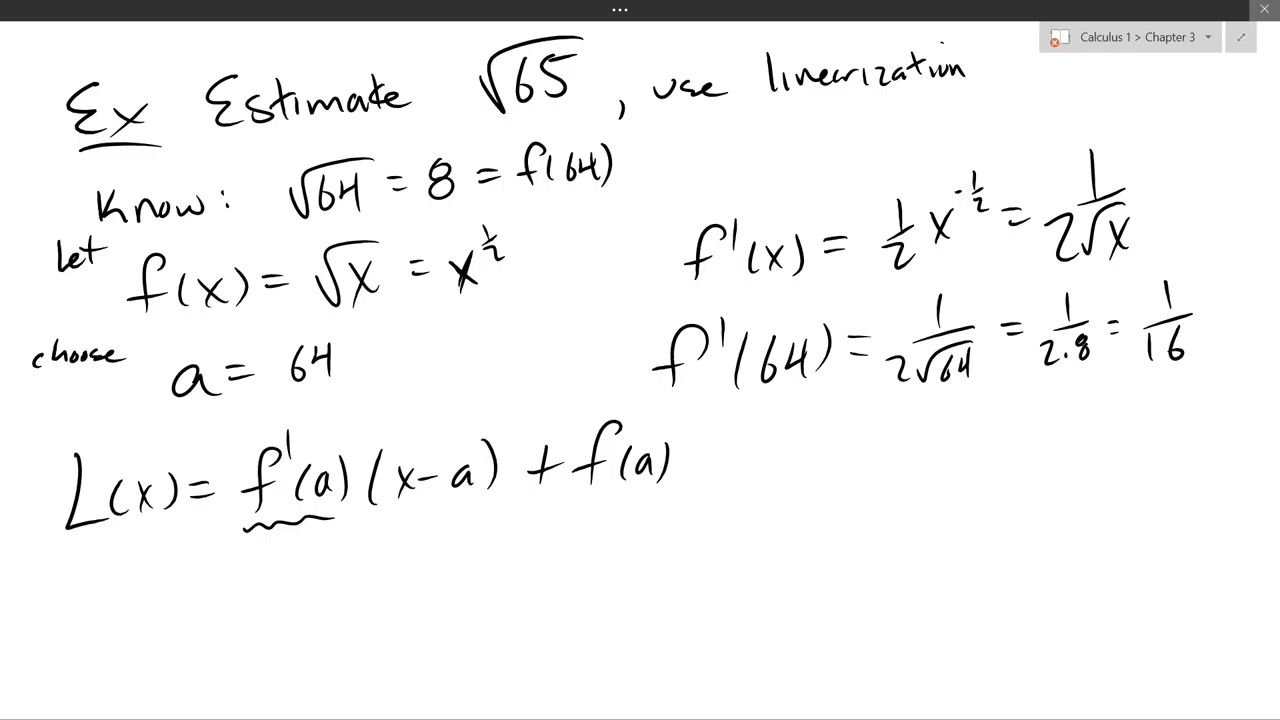 ...
Calculus 1 > Chapter 3
Ex Estimate √65, use linearization
Know: √64 = 8 = f(64)
Let f(x) = √x = x^(1/2)
f'(x) = 1/2 x^(-1/2) = 1/(2√x)
choose a = 64
f'(64) = 1/(2√64) = 1/(2·8) = 1/16
L(x) = f'(a)(x-a) + f(a)